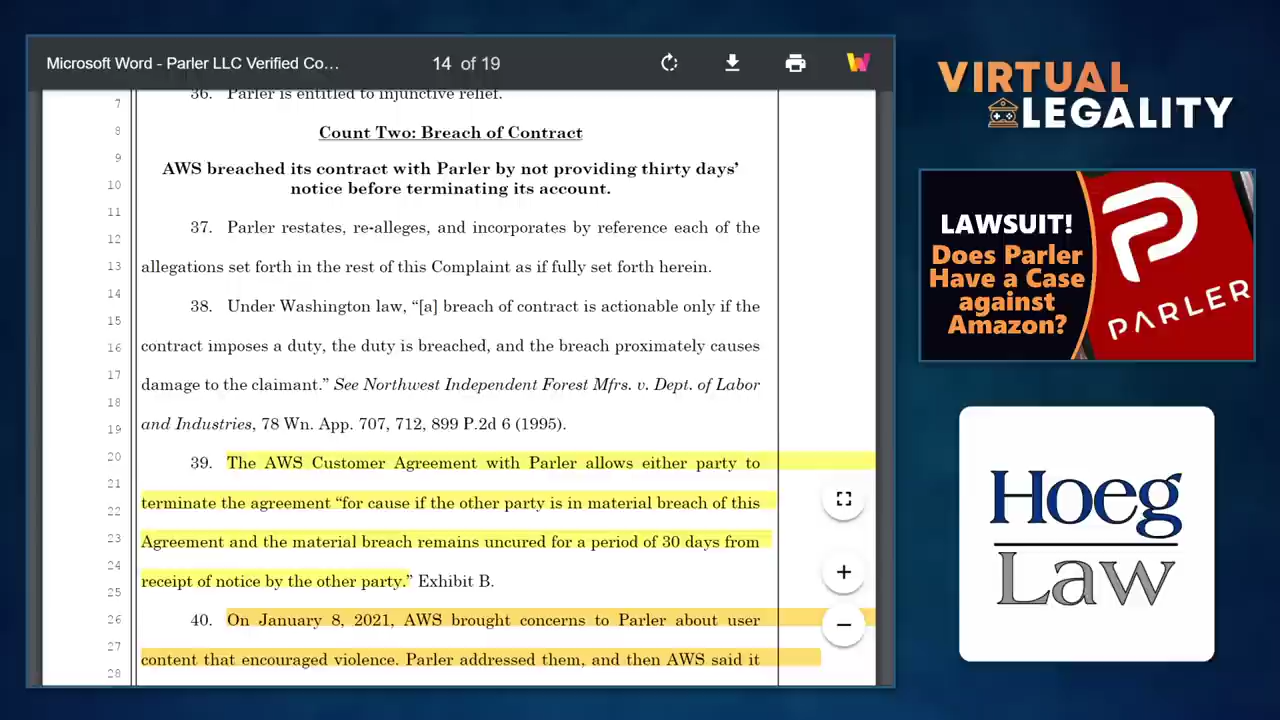 Microsoft Word - Parler LLC Verified Co…
14 of 19
36. Parler is entitled to injunctive relief.
7
Count Two: Breach of Contract
8
9
AWS breached its contract with Parler by not providing thirty days’
notice before terminating its account.
10
11
37. Parler restates, re-alleges, and incorporates by reference each of the
12
allegations set forth in the rest of this Complaint as if fully set forth herein.
13
14
38. Under Washington law, “[a] breach of contract is actionable only if the
15
contract imposes a duty, the duty is breached, and the breach proximately causes
16
17
damage to the claimant.” See Northwest Independent Forest Mfrs. v. Dept. of Labor
18
and Industries, 78 Wn. App. 707, 712, 899 P.2d 6 (1995).
19
20
39. The AWS Customer Agreement with Parler allows either party to
21
terminate the agreement “for cause if the other party is in material breach of this
22
23
Agreement and the material breach remains uncured for a period of 30 days from
24
receipt of notice by the other party.” Exhibit B.
25
26
40. On January 8, 2021, AWS brought concerns to Parler about user
27
content that encouraged violence. Parler addressed them, and then AWS said it
28
VIRTUAL
LEGALITY
LAWSUIT!
Does Parler
Have a Case
against
Amazon?
PARLER
Hoeg
Law